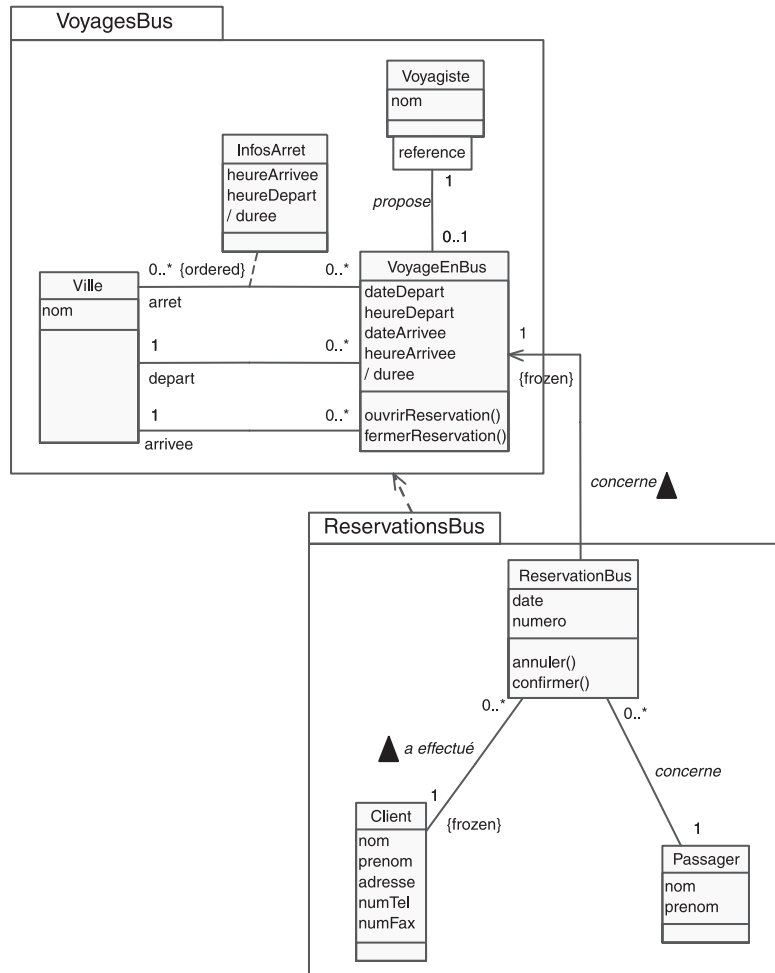 VoyagesBus
Voyagiste
nom
reference
1
propose
0..1
InfosArret
heureArrivee
heureDepart
/ duree
0..* {ordered}
0..*
arret
Ville
nom
1
0..*
depart
1
0..*
arrivee
VoyageEnBus
dateDepart
heureDepart
dateArrivee
heureArrivee
/ duree
ouvrirReservation()
fermerReservation()
1
{frozen}
concerne
ReservationsBus
ReservationBus
date
numero
annuler()
confirmer()
0..*
0..*
a effectué
concerne
1
{frozen}
1
Client
nom
prenom
adresse
numTel
numFax
Passager
nom
prenom